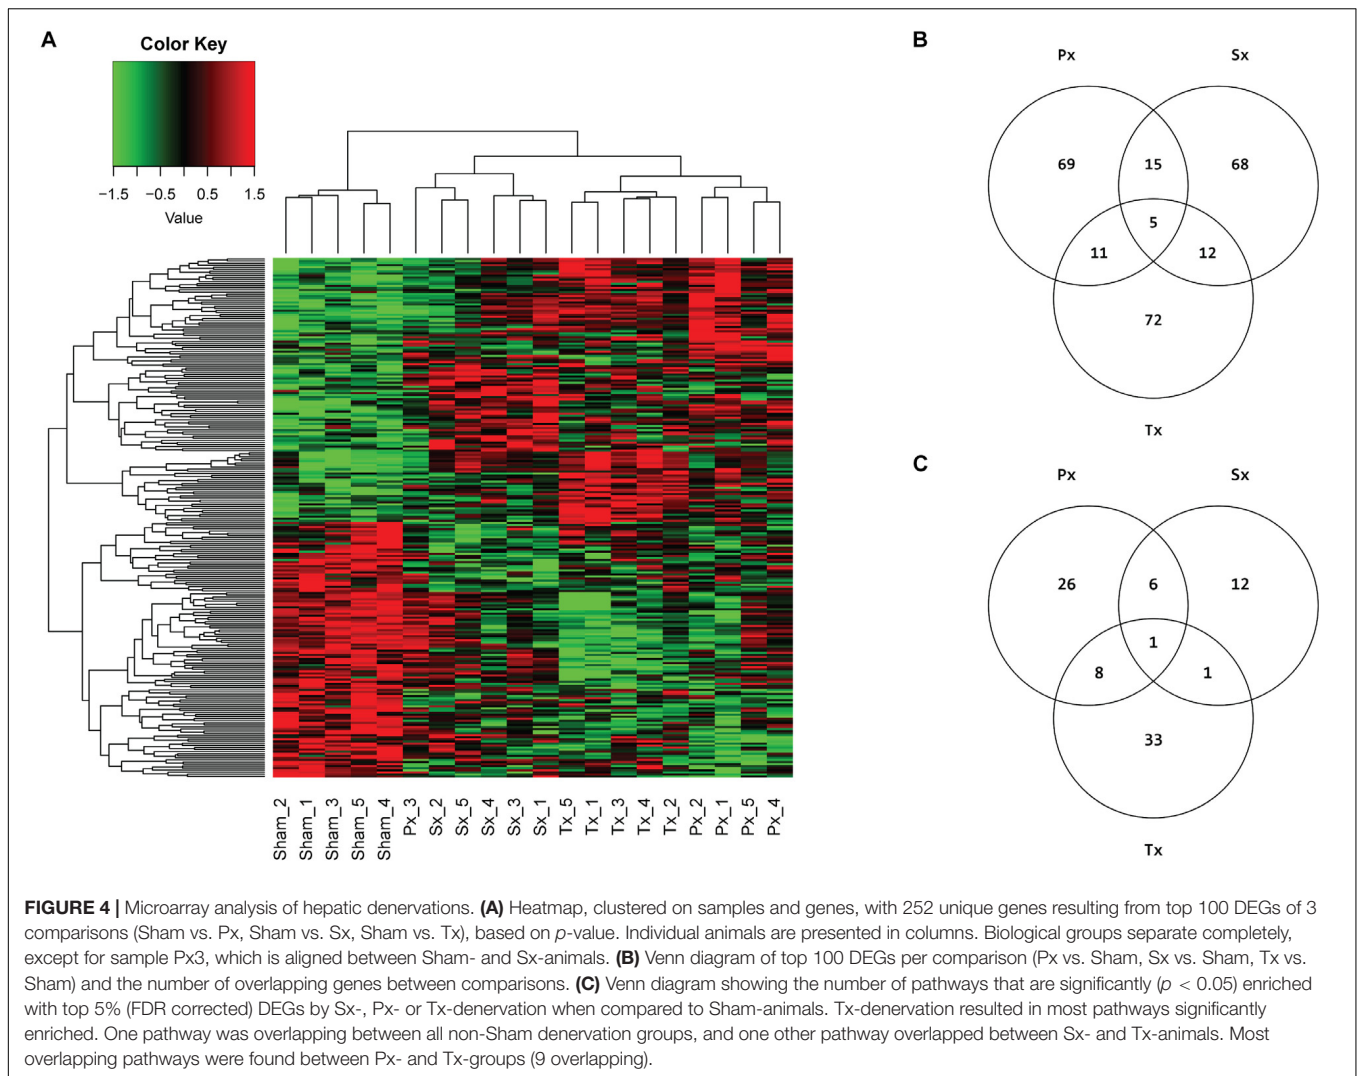 A
Color Key
−1.5 −0.5 0.5 1.5
Value
Sham_2
Sham_1
Sham_3
Sham_5
Sham_4
Px_3
Sx_2
Sx_5
Sx_4
Sx_3
Sx_1
Tx_5
Tx_1
Tx_3
Tx_4
Tx_2
Px_2
Px_1
Px_5
Px_4
B
Px Sx
69 15 68
5
11 12
72
Tx
C
Px Sx
26 6 12
1
8 1
33
Tx
FIGURE 4 | Microarray analysis of hepatic denervations. (A) Heatmap, clustered on samples and genes, with 252 unique genes resulting from top 100 DEGs of 3
comparisons (Sham vs. Px, Sham vs. Sx, Sham vs. Tx), based on p-value. Individual animals are presented in columns. Biological groups separate completely,
except for sample Px3, which is aligned between Sham- and Sx-animals. (B) Venn diagram of top 100 DEGs per comparison (Px vs. Sham, Sx vs. Sham, Tx vs.
Sham) and the number of overlapping genes between comparisons. (C) Venn diagram showing the number of pathways that are significantly (p < 0.05) enriched
with top 5% (FDR corrected) DEGs by Sx-, Px- or Tx-denervation when compared to Sham-animals. Tx-denervation resulted in most pathways significantly
enriched. One pathway was overlapping between all non-Sham denervation groups, and one other pathway overlapped between Sx- and Tx-animals. Most
overlapping pathways were found between Px- and Tx-groups (9 overlapping).